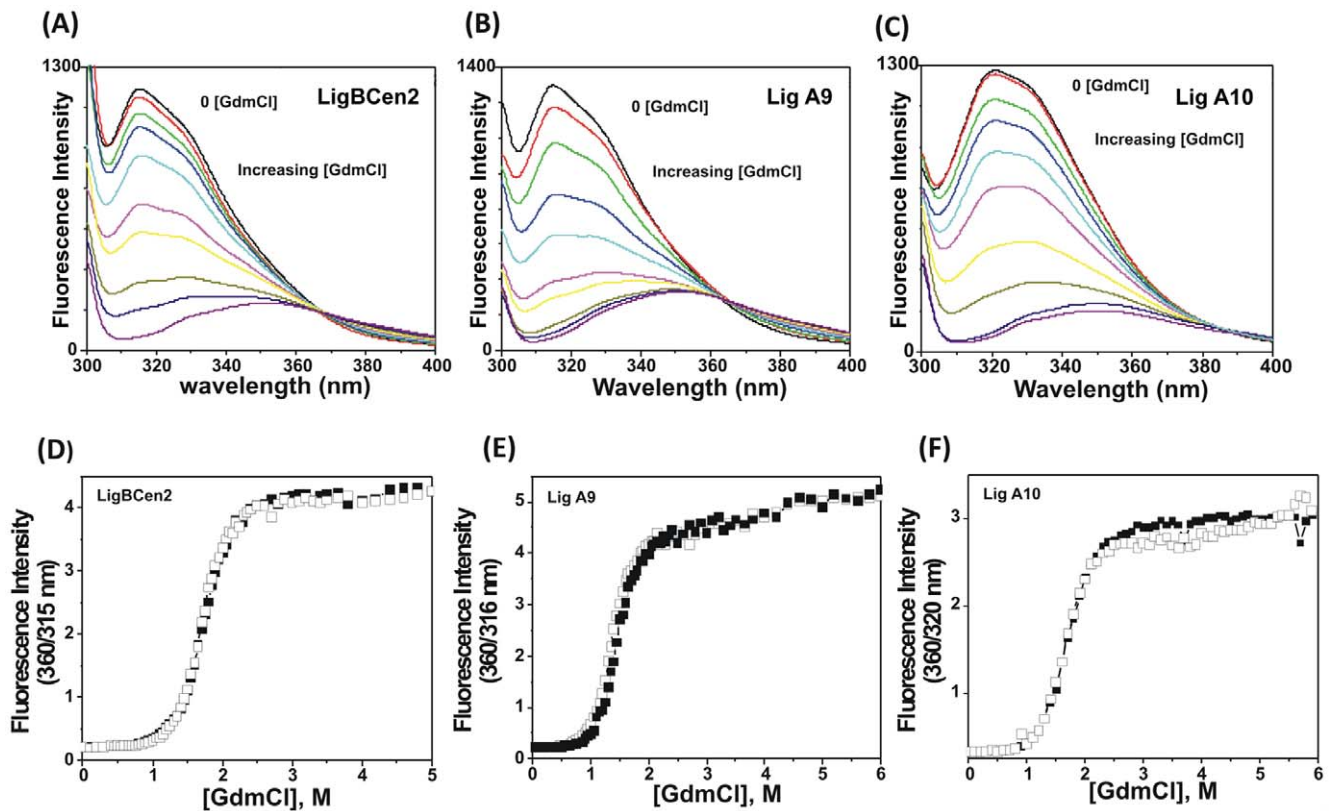 (A)
1300
Fluorescence Intensity
0
0 [GdmCl]
LigBCen2
Increasing [GdmCl]
300 320 340 360 380 400
wavelength (nm)
(B)
1400
Fluorescence Intensity
0
0 [GdmCl]
Lig A9
Increasing [GdmCl]
300 320 340 360 380 400
Wavelength (nm)
(C)
1300
Fluorescence Intensity
0
0 [GdmCl]
Lig A10
Increasing [GdmCl]
300 320 340 360 380 400
Wavelength (nm)
(D)
LigBCen2
Fluorescence Intensity
(360/315 nm)
4
3
2
1
0
0 1 2 3 4 5
[GdmCl], M
(E)
Lig A9
Fluorescence Intensity
(360/316 nm)
5
4
3
2
1
0
0 1 2 3 4 5 6
[GdmCl], M
(F)
Lig A10
Fluorescence Intensity
(360/320 nm)
3
2
1
0 1 2 3 4 5 6
[GdmCl], M